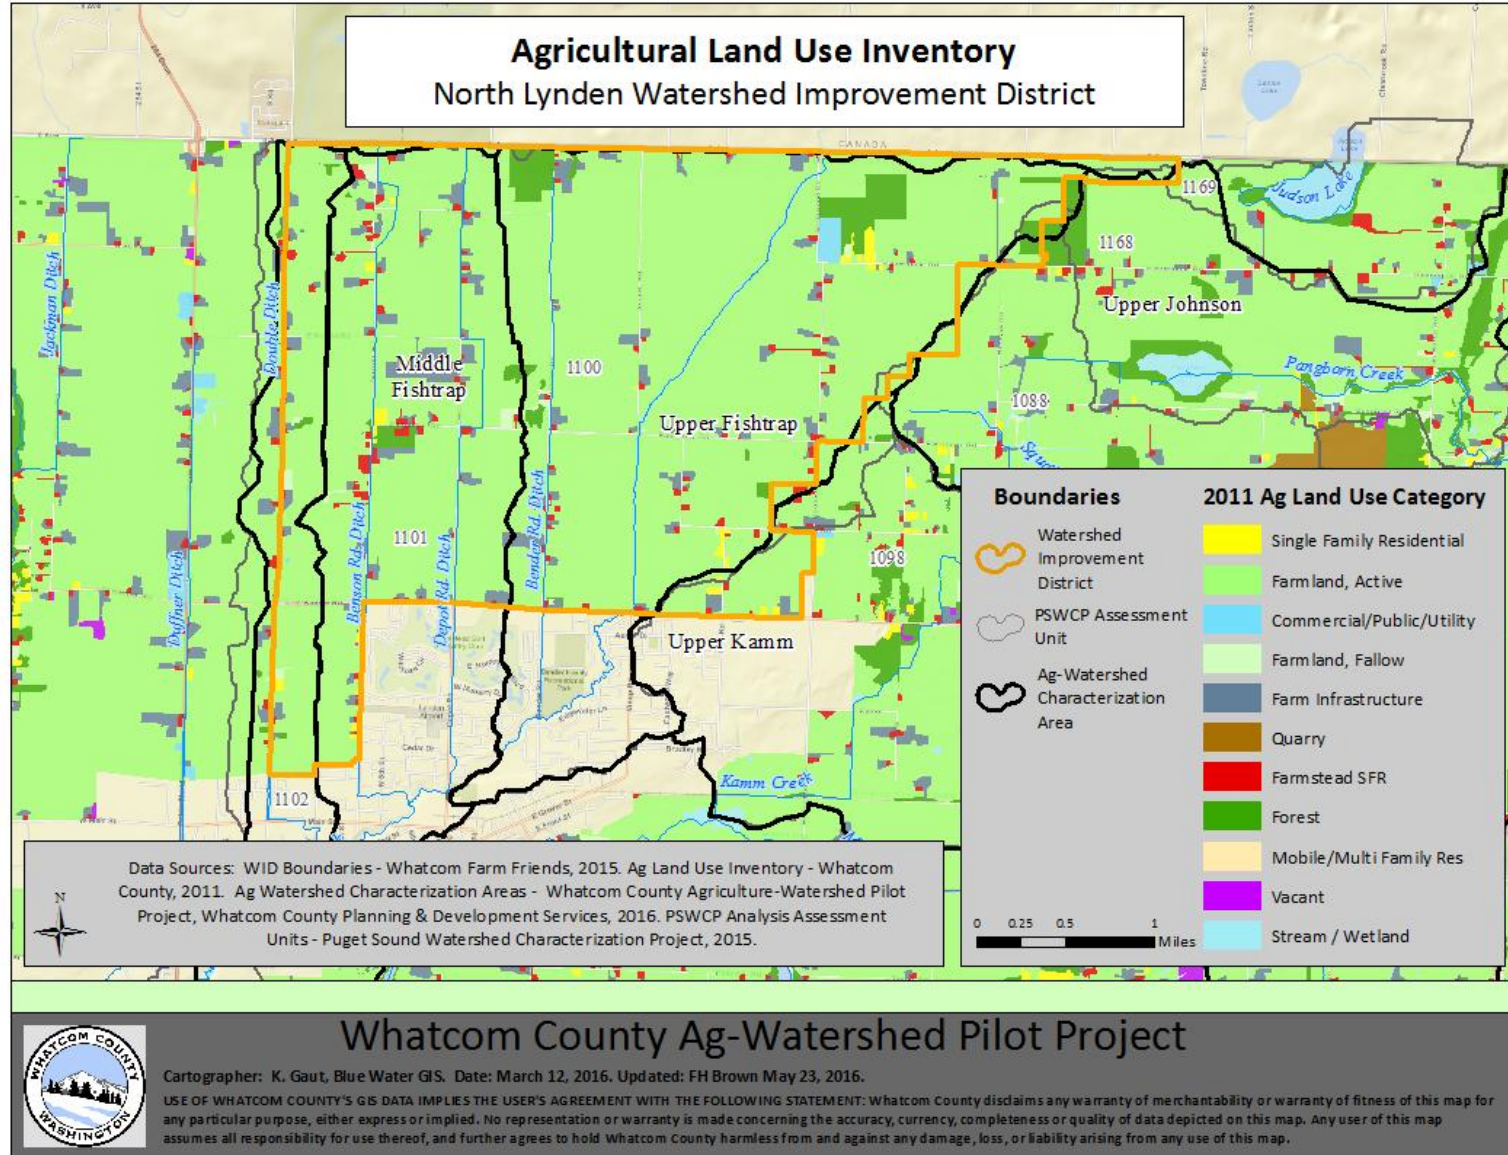 Agricultural Land Use Inventory
North Lynden Watershed Improvement District
CANADA
Judson Lake
1169
1168
Upper Johnson
Jackman Ditch
Double Ditch
Middle
Fishtrap
1100
Pangborn Creek
1088
Upper Fishtrap
Bender Rd. Ditch
Benson Rd. Ditch
1101
Depot Rd. Ditch
Duffner Ditch
1098
Upper Kamm
Cedar Dr
Kamm Creek
1102
Boundaries
Watershed
Improvement
District
PSWCP Assessment
Unit
Ag-Watershed
Characterization
Area
2011 Ag Land Use Category
Single Family Residential
Farmland, Active
Commercial/Public/Utility
Farmland, Fallow
Farm Infrastructure
Quarry
Farmstead SFR
Forest
Mobile/Multi Family Res
Vacant
Stream / Wetland
0 0.25 0.5 1
Miles
Data Sources: WID Boundaries - Whatcom Farm Friends, 2015. Ag Land Use Inventory - Whatcom
County, 2011. Ag Watershed Characterization Areas - Whatcom County Agriculture-Watershed Pilot
Project, Whatcom County Planning & Development Services, 2016. PSWCP Analysis Assessment
Units - Puget Sound Watershed Characterization Project, 2015.
N
Whatcom County Ag-Watershed Pilot Project
WHATCOM COUNTY
WASHINGTON
Cartographer: K. Gaut, Blue Water GIS. Date: March 12, 2016. Updated: FH Brown May 23, 2016.
USE OF WHATCOM COUNTY'S GIS DATA IMPLIES THE USER'S AGREEMENT WITH THE FOLLOWING STATEMENT: Whatcom County disclaims any warranty of merchantability or warranty of fitness of this map for
any particular purpose, either express or implied. No representation or warranty is made concerning the accuracy, currency, completeness or quality of data depicted on this map. Any user of this map
assumes all responsibility for use thereof, and further agrees to hold Whatcom County harmless from and against any damage, loss, or liability arising from any use of this map.